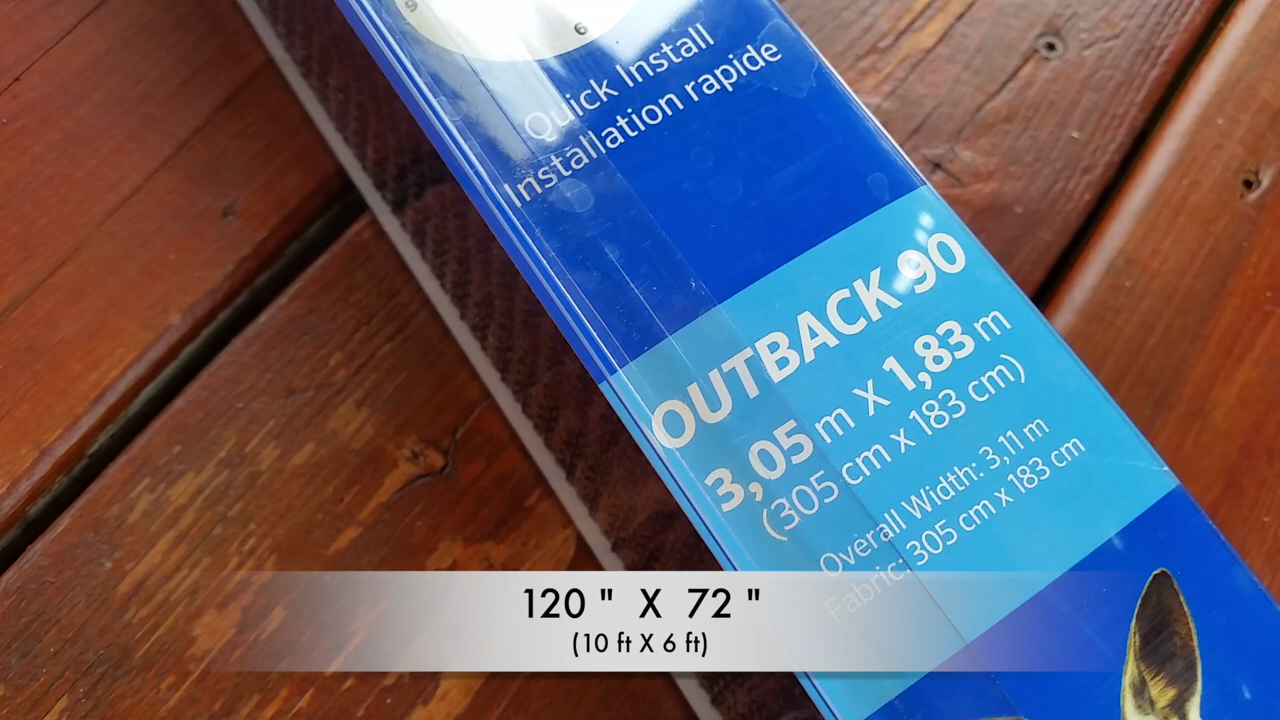 Quick Install
Installation rapide
OUTBACK 90
3,05 m X 1,83 m
(305 cm x 183 cm)
Overall Width: 3,11 m
Fabric: 305 cm x 183 cm
120 " X 72 "
(10 ft X 6 ft)